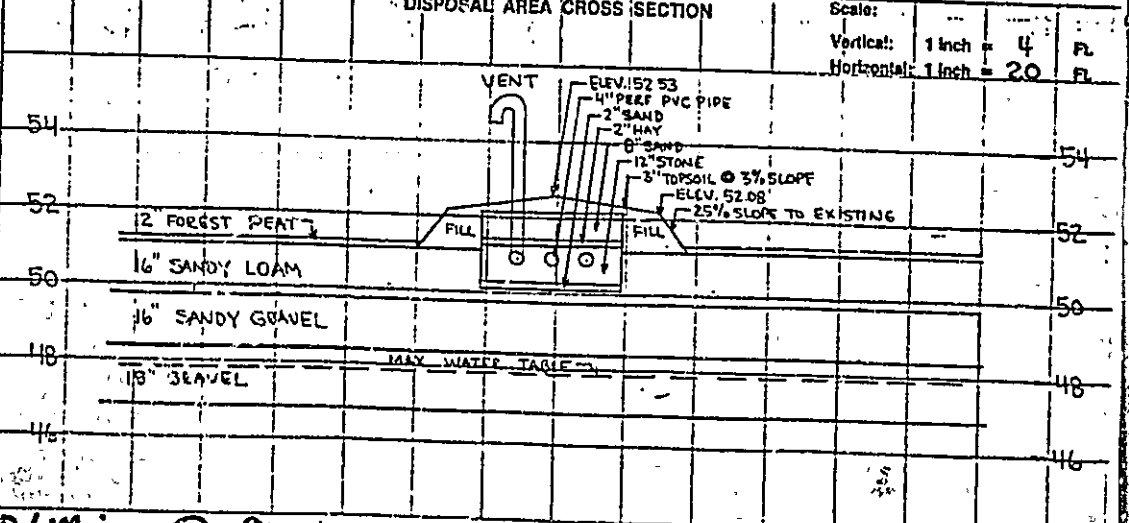 DISPOSAL AREA CROSS SECTION
Scale:
Vertical: 1 Inch = 4 Ft.
Horizontal: 1 Inch = 20 Ft.
VENT
ELEV. 52 53
4" PERF PVC PIPE
2" SAND
2" HAY
8" SAND
12" STONE
3" TOPSOIL @ 3% SLOPE
ELEV. 52.08'
25% SLOPE TO EXISTING
54 54
52 52
2" FOREST PEAT
FILL FILL
16" SANDY LOAM
50 50
16" SANDY GRAVEL
MAX WATER TABLE
48 48
18" GRAVEL
46 46